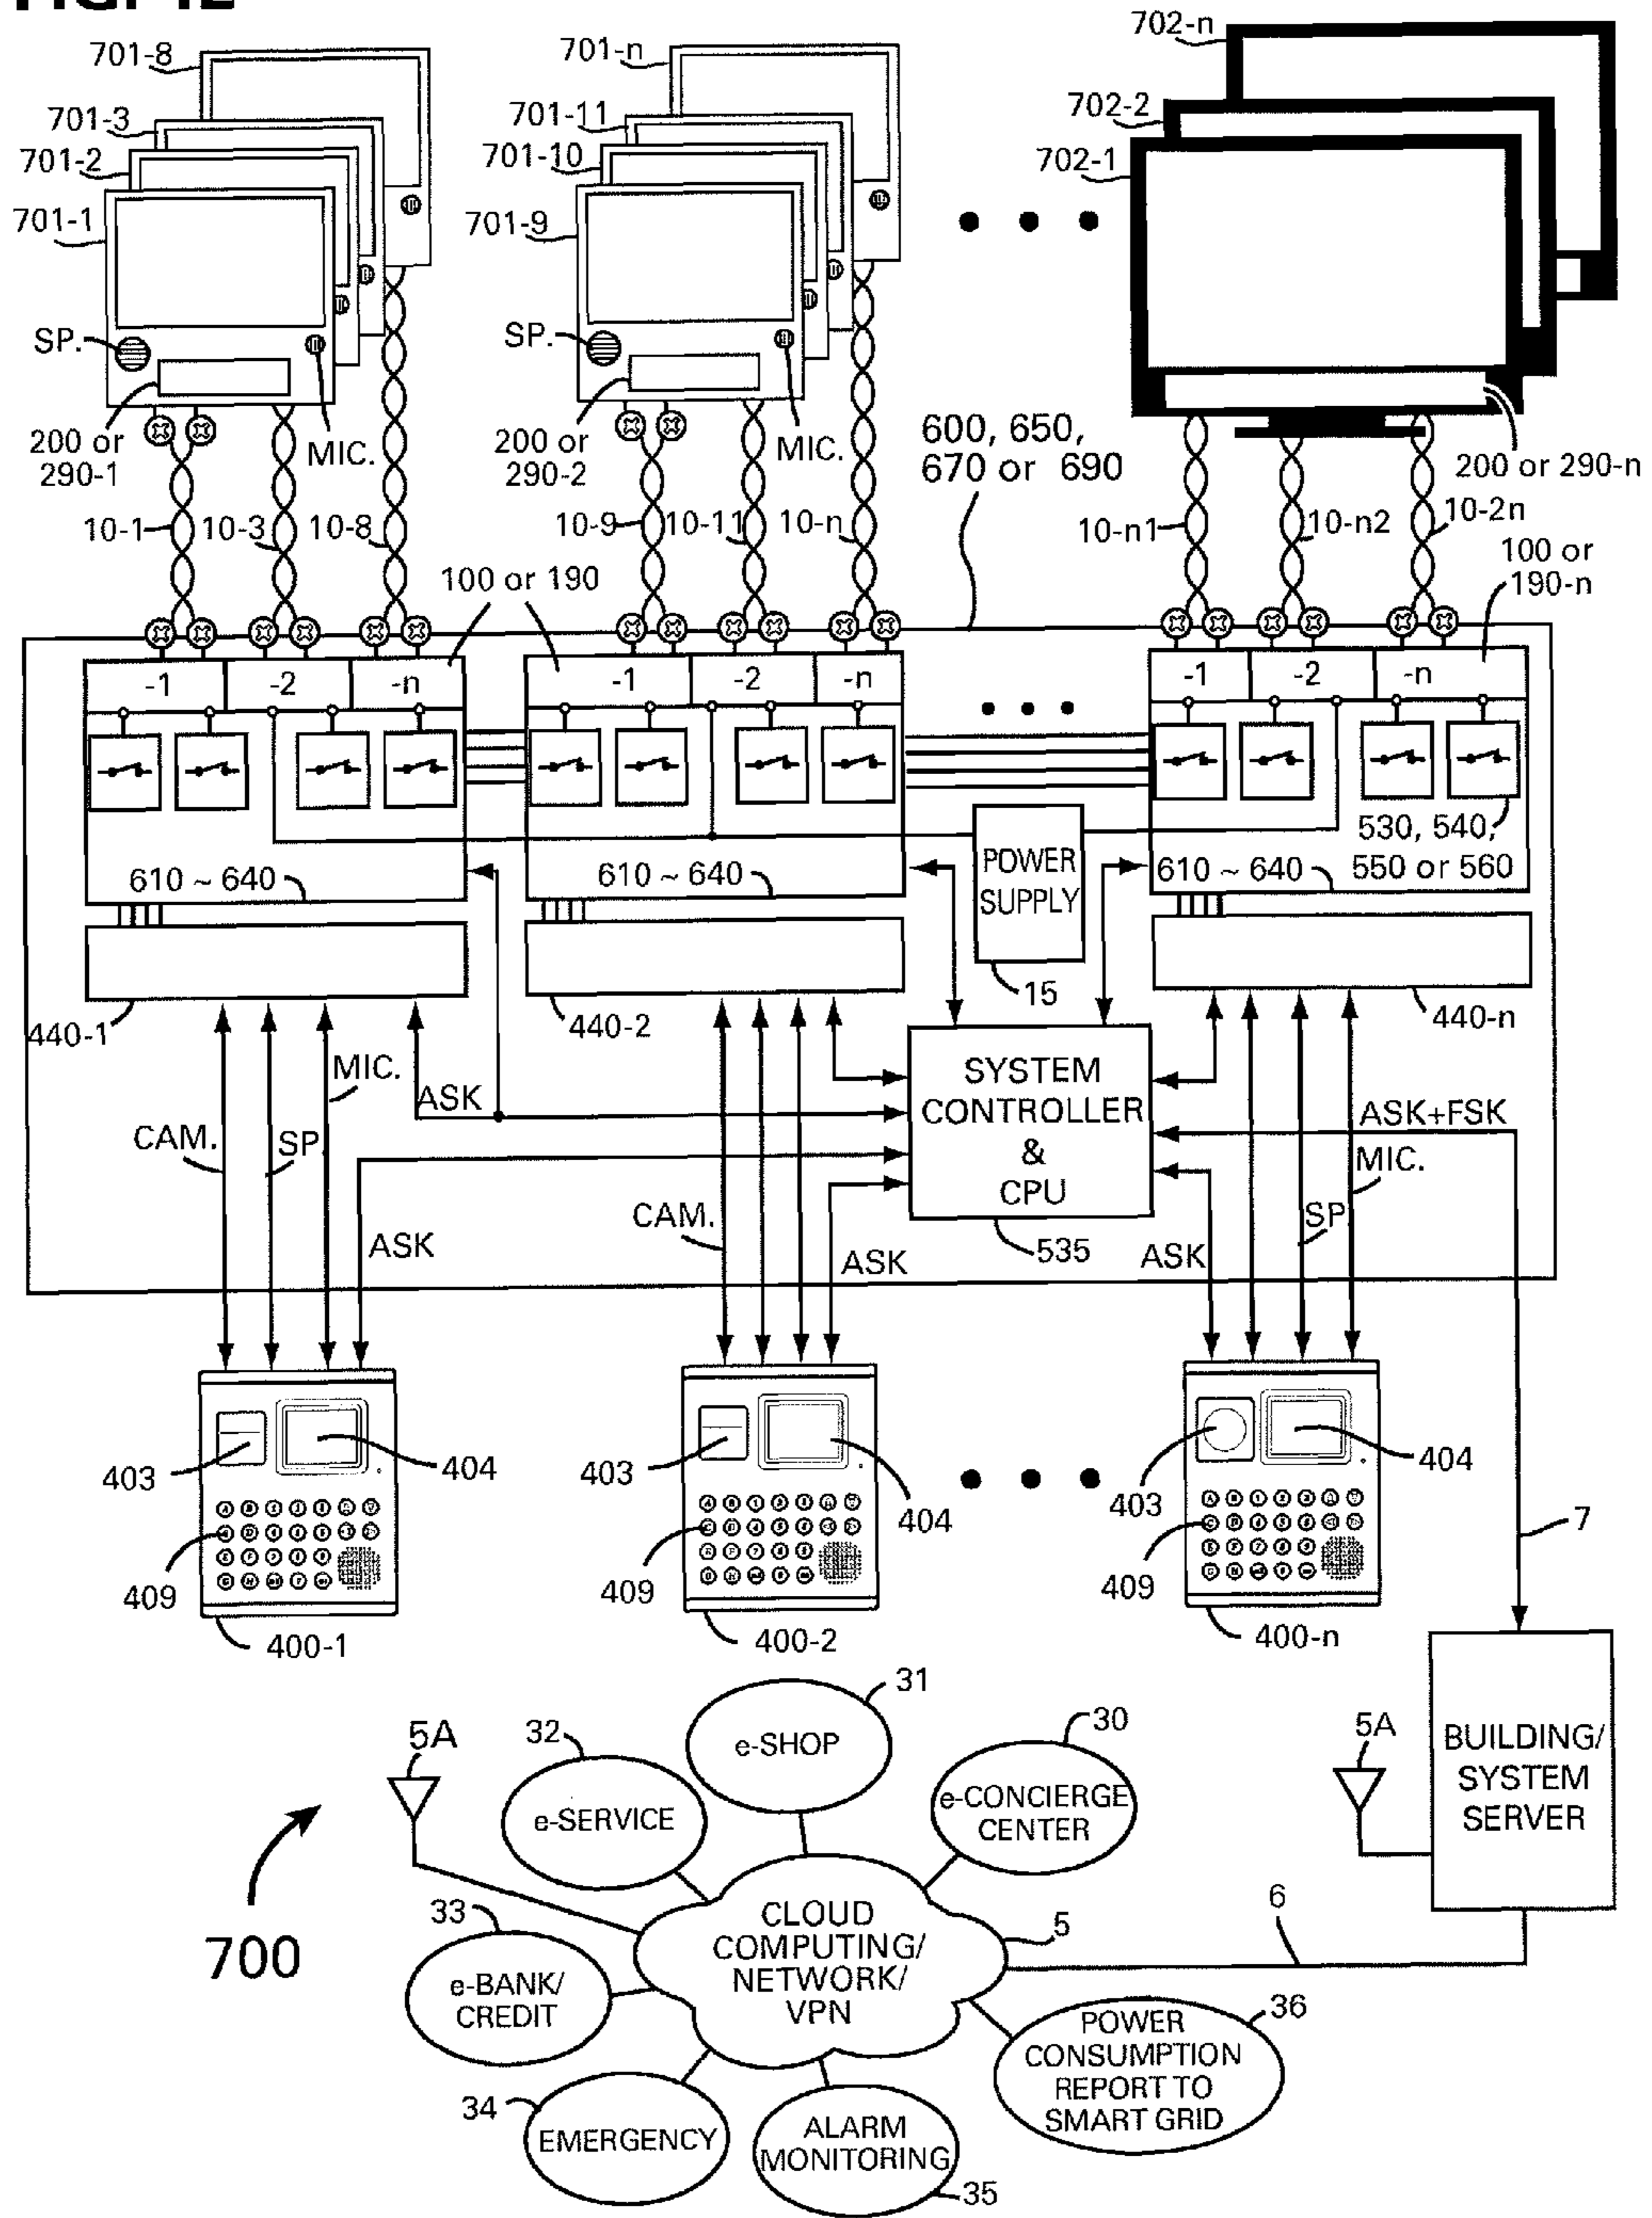 702-n
701-8
701-n
701-3
701-11
702-2
701-2
701-10
702-1
701-1
701-9
SP.
SP.
200 or
290-1
MIC.
200 or
290-2
MIC.
600, 650,
670 or 690
200 or 290-n
10-1
10-3
10-8
10-9
10-11
10-n
10-n1
10-n2
10-2n
100 or 190
100 or
190-n
-1
-2
-n
-1
-2
-n
-1
-2
-n
530, 540,
550 or 560
610 ~ 640
610 ~ 640
610 ~ 640
POWER
SUPPLY
15
440-1
440-2
440-n
MIC.
ASK
CAM.
SP
SYSTEM
CONTROLLER
&
CPU
ASK+FSK
MIC.
CAM.
SP
ASK
ASK
535
ASK
403
404
403
404
403
404
409
409
409
7
400-1
400-2
400-n
31
32
e-SHOP
30
5A
5A
e-SERVICE
e-CONCIERGE
CENTER
BUILDING/
SYSTEM
SERVER
700
33
CLOUD
COMPUTING/
NETWORK/
VPN
5
6
e-BANK/
CREDIT
36
POWER
CONSUMPTION
REPORT TO
SMART GRID
34
EMERGENCY
ALARM
MONITORING
35